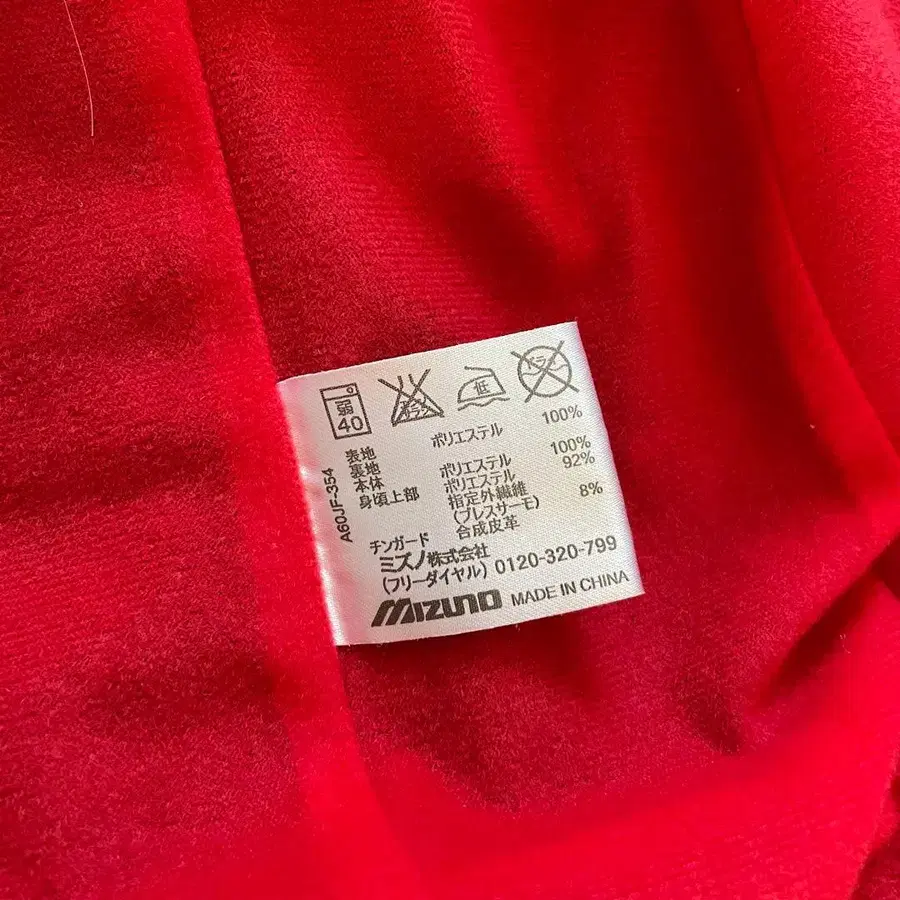 弱
40
低
ドライ
表地 ポリエステル 100%
裏地
本体 ポリエステル 100%
身頃上部 ポリエステル 92%
指定外繊維 8%
(ブレスサーモ)
チンガード 合成皮革
ミズノ株式会社
(フリーダイヤル) 0120-320-799
MIZUNO MADE IN CHINA
A60JF-354